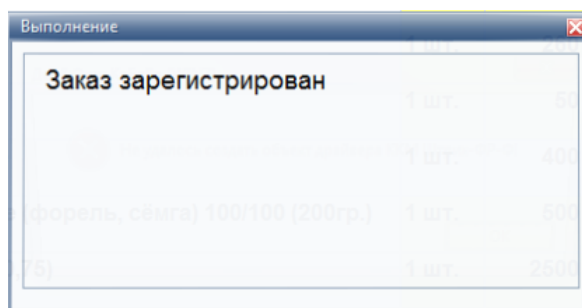 Выполнение
Заказ зарегистрирован
1 шт. 260
1 шт. 60
1 шт. 400
(форель, сёмга) 100/100 (200гр.) 1 шт. 500
,75) 1 шт. 2500